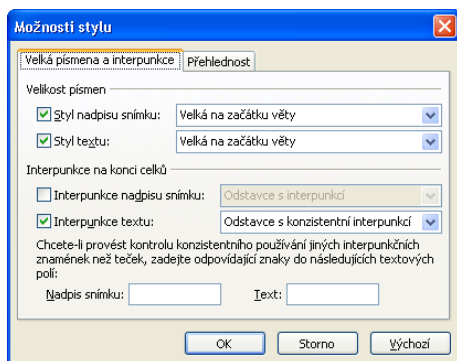 Možnosti stylu
Velká písmena a interpunkce Přehlednost
Velikost písmen
Styl nadpisu snímku: Velká na začátku věty
Styl textu: Velká na začátku věty
Interpunkce na konci celků
Interpunkce nadpisu snímku: Odstavce s interpunkcí
Interpunkce textu: Odstavce s konzistentní interpunkcí
Chcete-li provést kontrolu konzistentního používání jiných interpunkčních
znamének než teček, zadejte odpovídající znaky do následujících textových
polí:
Nadpis snímku: Text:
OK Storno Výchozí